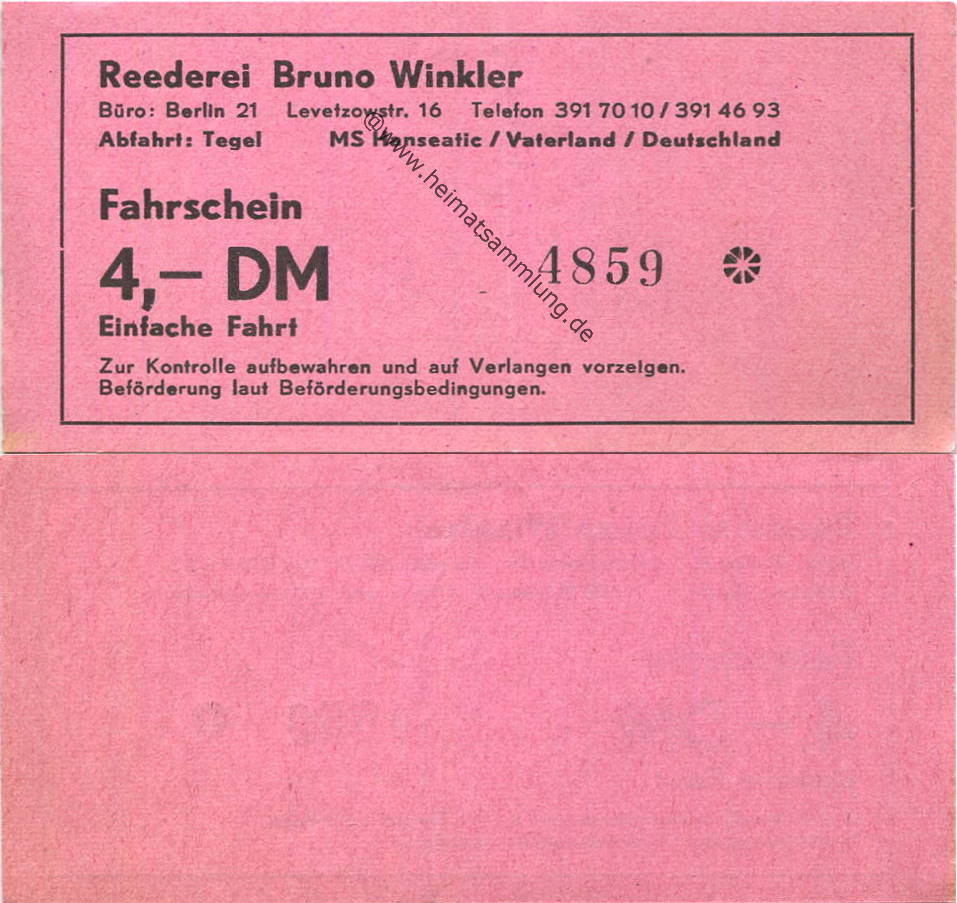 Reederei Bruno Winkler
Büro: Berlin 21 Levetzowstr. 16 Telefon 391 70 10 / 391 46 93
Abfahrt: Tegel MS Hanseatic / Vaterland / Deutschland
Fahrschein
4,— DM 4859
Einfache Fahrt
Zur Kontrolle aufbewahren und auf Verlangen vorzeigen.
Beförderung laut Beförderungsbedingungen.
@www.heimatsammlung.de